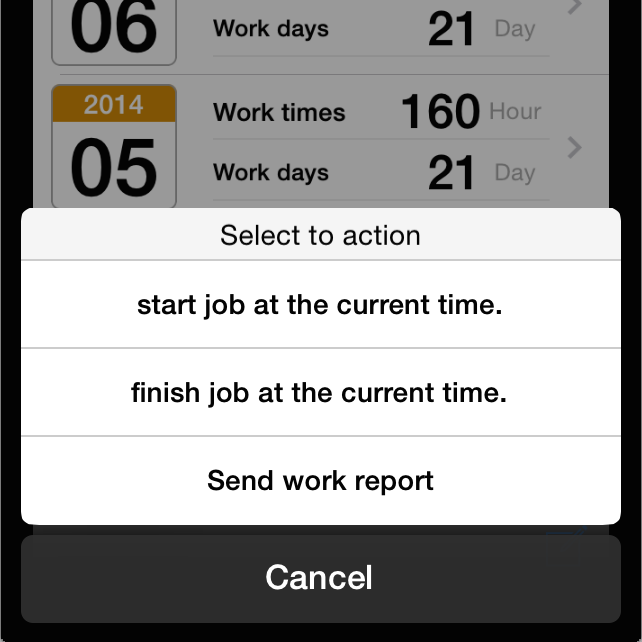 06
Work days 21 Day
2014
Work times 160 Hour
05
Work days 21 Day
Select to action
start job at the current time.
finish job at the current time.
Send work report
Cancel